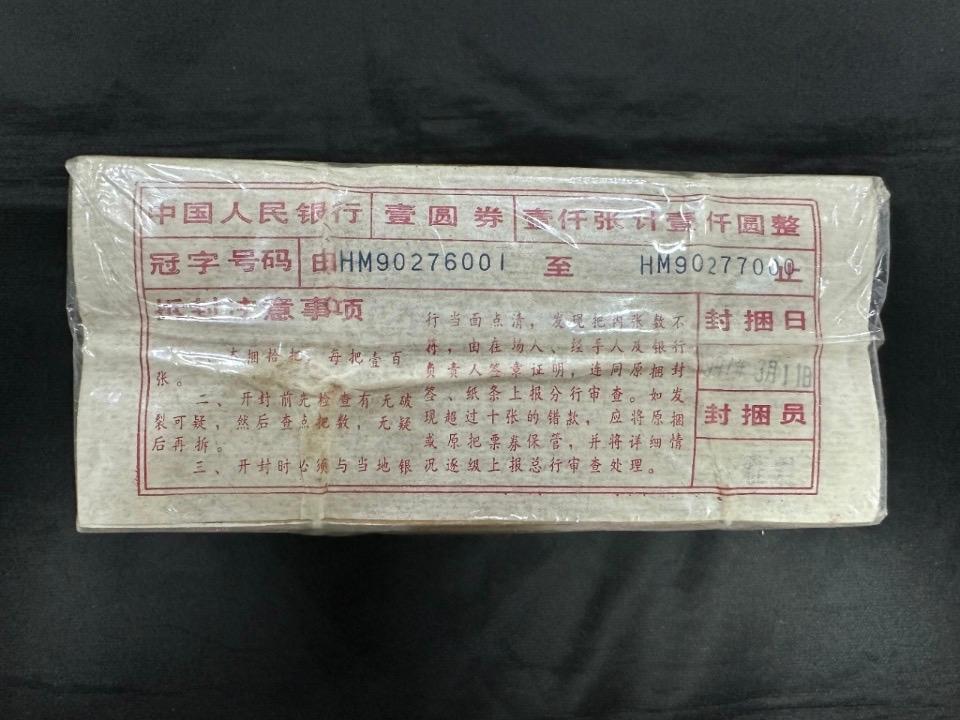 中国人民银行 壹圆券 壹仟张计壹仟圆整
冠字号码 由HM90276001 至 HM90277000 止
拆封注意事项
一、本捆拾把，每把壹百
张。
二、开封前先检查有无破
裂可疑，然后查点把数，无疑
后再拆。
三、开封时必须与当地银
行当面点清，发现把内张数不
符，由在场人、经手人及银行
负责人签章证明，连同原捆封
签、纸条上报分行审查。如发
现超过十张的错款，应将原捆
或原把票券保管，并将详细情
况逐级上报总行审查处理。
封捆日
3月11日
封捆员